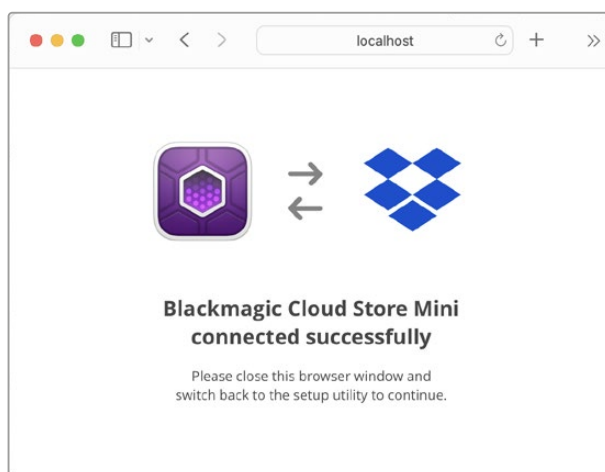 localhost
Blackmagic Cloud Store Mini
connected successfully
Please close this browser window and
switch back to the setup utility to continue.